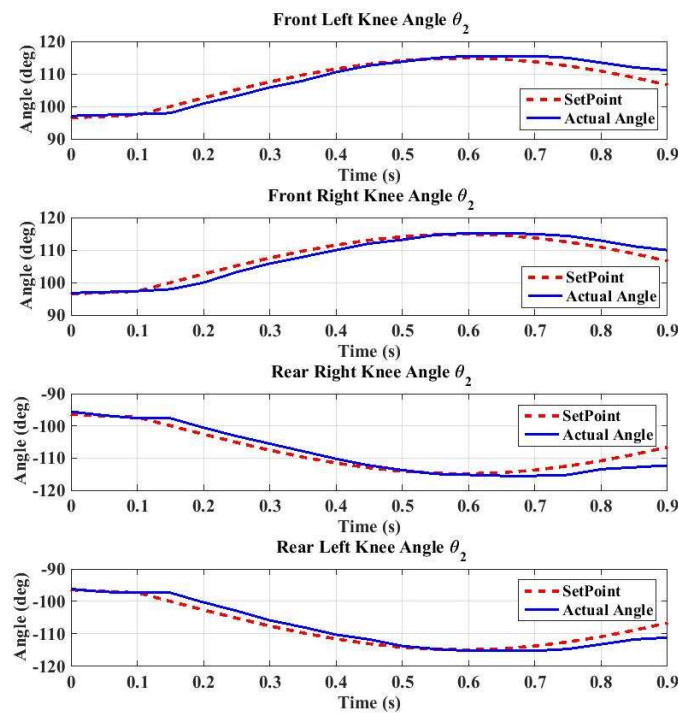 Front Left Knee Angle θ2
120
110
100
90
Angle (deg)
SetPoint
Actual Angle
0 0.1 0.2 0.3 0.4 0.5 0.6 0.7 0.8 0.9
Time (s)
Front Right Knee Angle θ2
120
110
100
90
Angle (deg)
SetPoint
Actual Angle
0 0.1 0.2 0.3 0.4 0.5 0.6 0.7 0.8 0.9
Time (s)
Rear Right Knee Angle θ2
-90
-100
-110
-120
Angle (deg)
SetPoint
Actual Angle
0 0.1 0.2 0.3 0.4 0.5 0.6 0.7 0.8 0.9
Time (s)
Rear Left Knee Angle θ2
-90
-100
-110
-120
Angle (deg)
SetPoint
Actual Angle
0 0.1 0.2 0.3 0.4 0.5 0.6 0.7 0.8 0.9
Time (s)